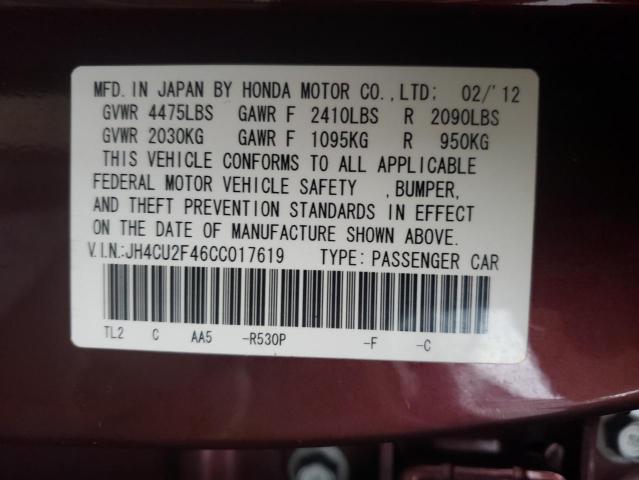 MFD. IN JAPAN BY HONDA MOTOR CO.,LTD: 02/'12
GVWR 4475LBS GAWR F 2410LBS R 2090LBS
GVWR 2030KG GAWR F 1095KG R 950KG
THIS VEHICLE CONFORMS TO ALL APPLICABLE
FEDERAL MOTOR VEHICLE SAFETY ,BUMPER,
AND THEFT PREVENTION STANDARDS IN EFFECT
ON THE DATE OF MANUFACTURE SHOWN ABOVE.
V.I.N.:JH4CU2F46CC017619 TYPE: PASSENGER CAR
TL2 C AA5 -R530P -F -C